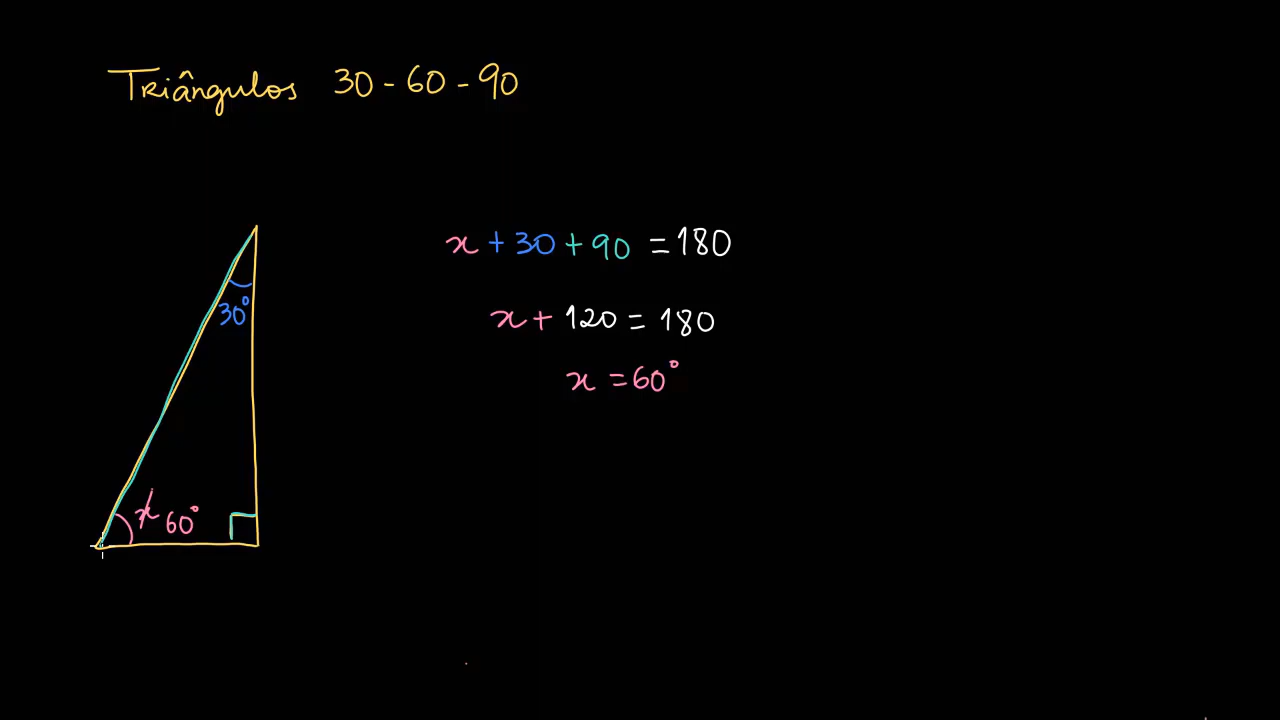 Triângulos 30 - 60 - 90
x + 30 + 90 = 180
30°
x + 120 = 180
x = 60°
x 60°